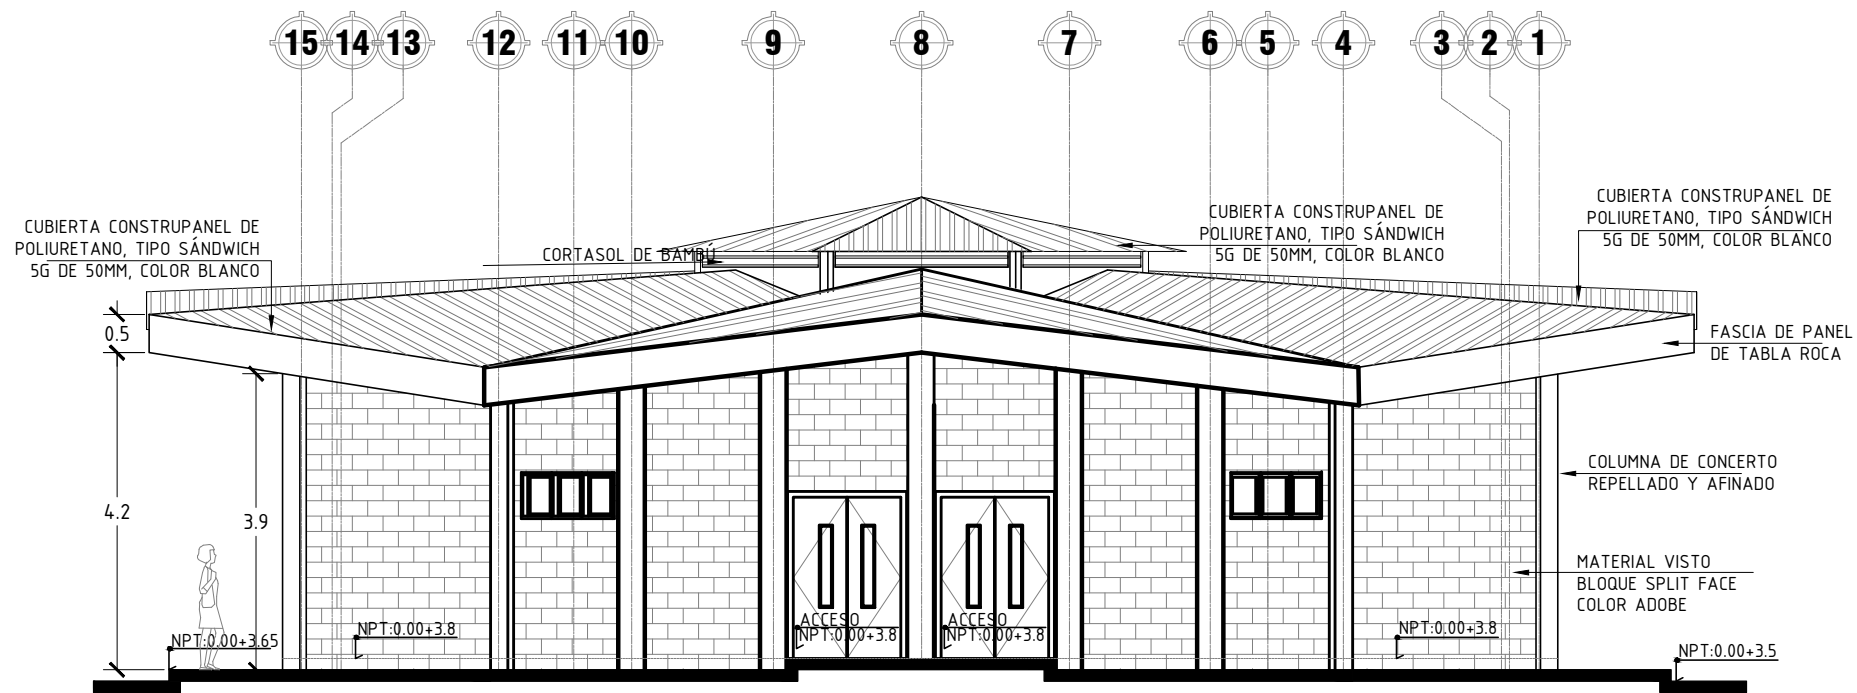 15 14 13 12 11 10 9 8 7 6 5 4 3 2 1
CUBIERTA CONSTRUPANEL DE
POLIURETANO, TIPO SÁNDWICH
5G DE 50MM, COLOR BLANCO
CORTASOL DE BAMBÚ
CUBIERTA CONSTRUPANEL DE
POLIURETANO, TIPO SÁNDWICH
5G DE 50MM, COLOR BLANCO
CUBIERTA CONSTRUPANEL DE
POLIURETANO, TIPO SÁNDWICH
5G DE 50MM, COLOR BLANCO
0.5
FASCIA DE PANEL
DE TABLA ROCA
4.2
3.9
COLUMNA DE CONCERTO
REPELLADO Y AFINADO
MATERIAL VISTO
BLOQUE SPLIT FACE
COLOR ADOBE
NPT:0.00+3.65
NPT:0.00+3.8
ACCESO
NPT:0.00+3.8
ACCESO
NPT:0.00+3.8
NPT:0.00+3.8
NPT:0.00+3.5